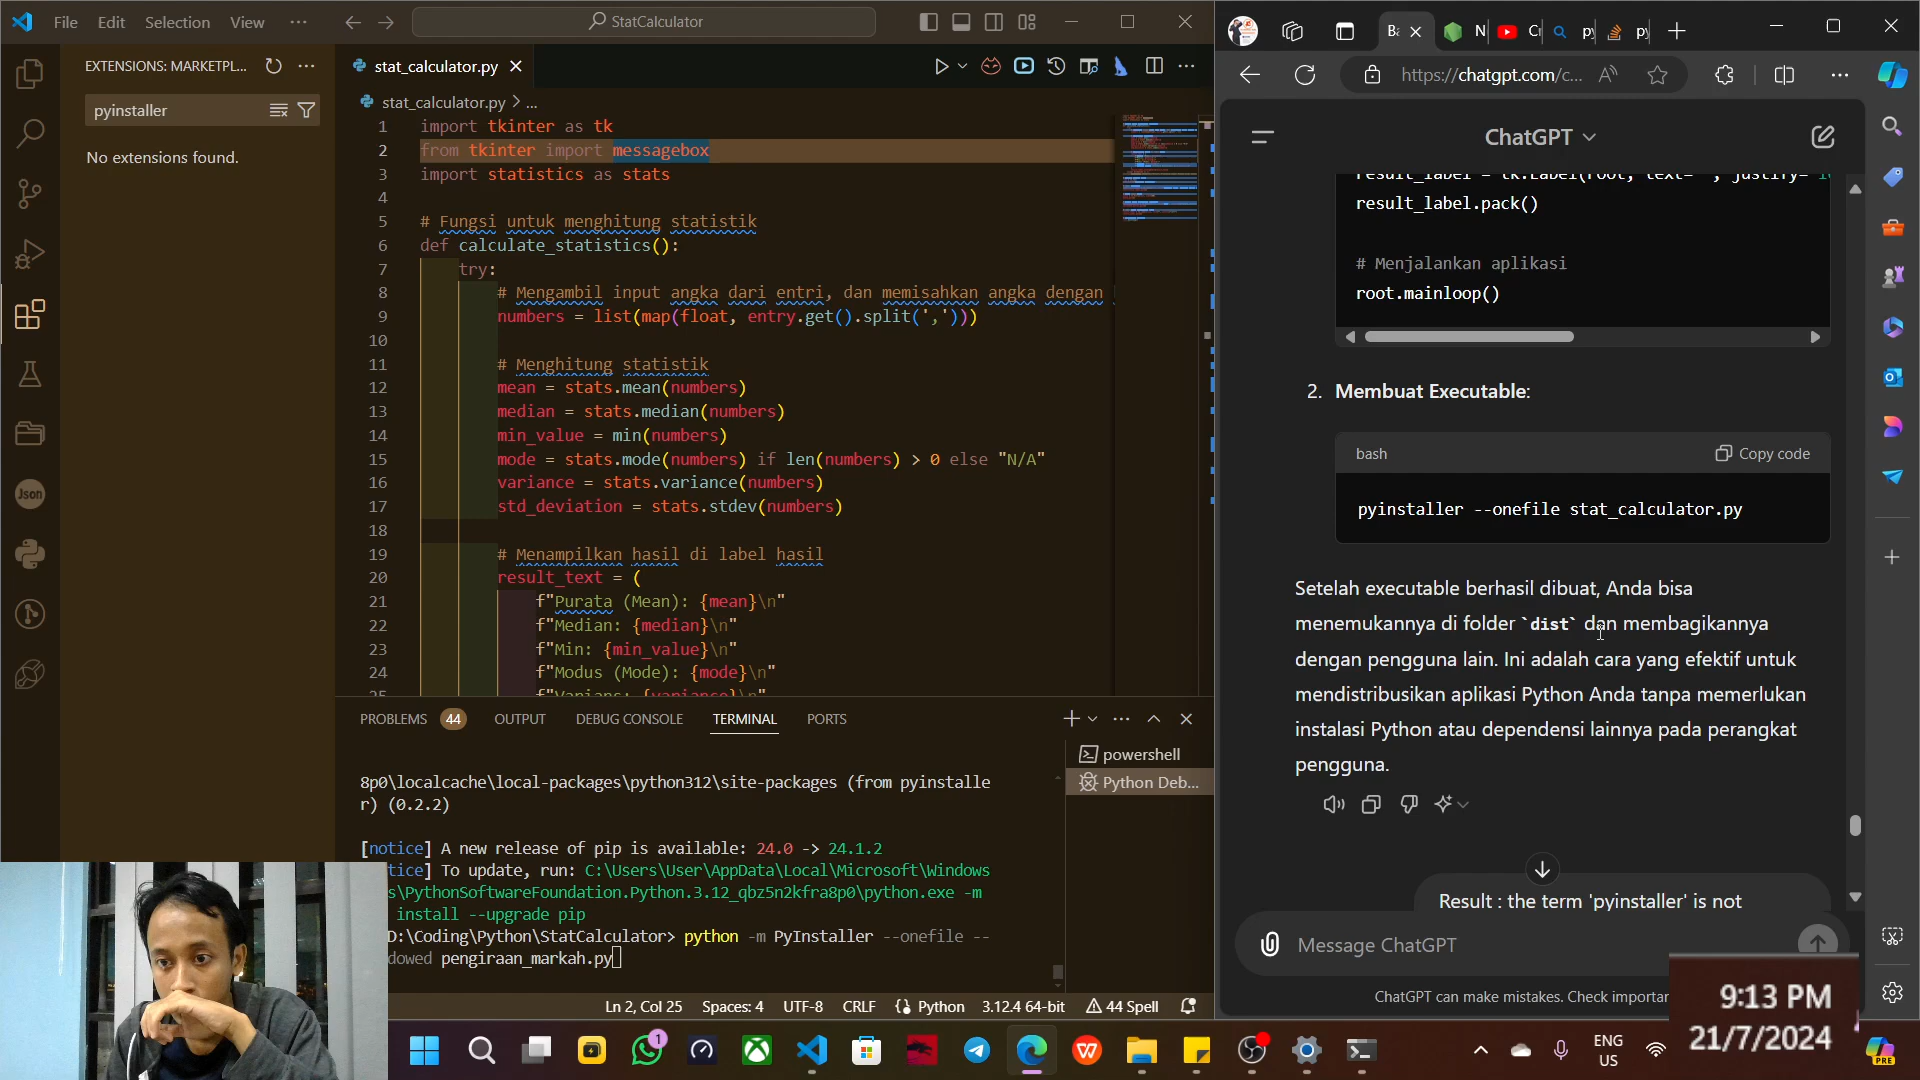 File Edit Selection View ···
StatCalculator
EXTENSIONS: MARKETPL...
pyinstaller
No extensions found.
stat_calculator.py
stat_calculator.py > ...
1 import tkinter as tk
2 from tkinter import messagebox
3 import statistics as stats
4
5 # Fungsi untuk menghitung statistik
6 def calculate_statistics():
7 try:
8 # Mengambil input angka dari entri, dan memisahkan angka dengan
9 numbers = list(map(float, entry.get().split(',')))
10
11 # Menghitung statistik
12 mean = stats.mean(numbers)
13 median = stats.median(numbers)
14 min_value = min(numbers)
15 mode = stats.mode(numbers) if len(numbers) > 0 else "N/A"
16 variance = stats.variance(numbers)
17 std_deviation = stats.stdev(numbers)
18
19 # Menampilkan hasil di label hasil
20 result_text = (
21 f"Purata (Mean): {mean}\n"
22 f"Median: {median}\n"
23 f"Min: {min_value}\n"
24 f"Modus (Mode): {mode}\n"
25 f"Varians: {variance}\n"
PROBLEMS 44 OUTPUT DEBUG CONSOLE TERMINAL PORTS
powershell
Python Deb...
8p0\localcache\local-packages\python312\site-packages (from pyinstalle
r) (0.2.2)
[notice] A new release of pip is available: 24.0 -> 24.1.2
tice] To update, run: C:\Users\User\AppData\Local\Microsoft\Windows
s\PythonSoftwareFoundation.Python.3.12_qbz5n2kfra8p0\python.exe -m
install --upgrade pip
D:\Coding\Python\StatCalculator> python -m PyInstaller --onefile --
dowed pengiraan_markah.py
Ln 2, Col 25 Spaces: 4 UTF-8 CRLF {} Python 3.12.4 64-bit 44 Spell
https://chatgpt.com/c...
ChatGPT
result_label = tk.Label(root, text="", justify=
result_label.pack()
# Menjalankan aplikasi
root.mainloop()
2. Membuat Executable:
bash Copy code
pyinstaller --onefile stat_calculator.py
Setelah executable berhasil dibuat, Anda bisa
menemukannya di folder `dist` dan membagikannya
dengan pengguna lain. Ini adalah cara yang efektif untuk
mendistribusikan aplikasi Python Anda tanpa memerlukan
instalasi Python atau dependensi lainnya pada perangkat
pengguna.
Result : the term 'pyinstaller' is not
Message ChatGPT
ChatGPT can make mistakes. Check importan
Json
1
ENG
US
PRE
9:13 PM
21/7/2024